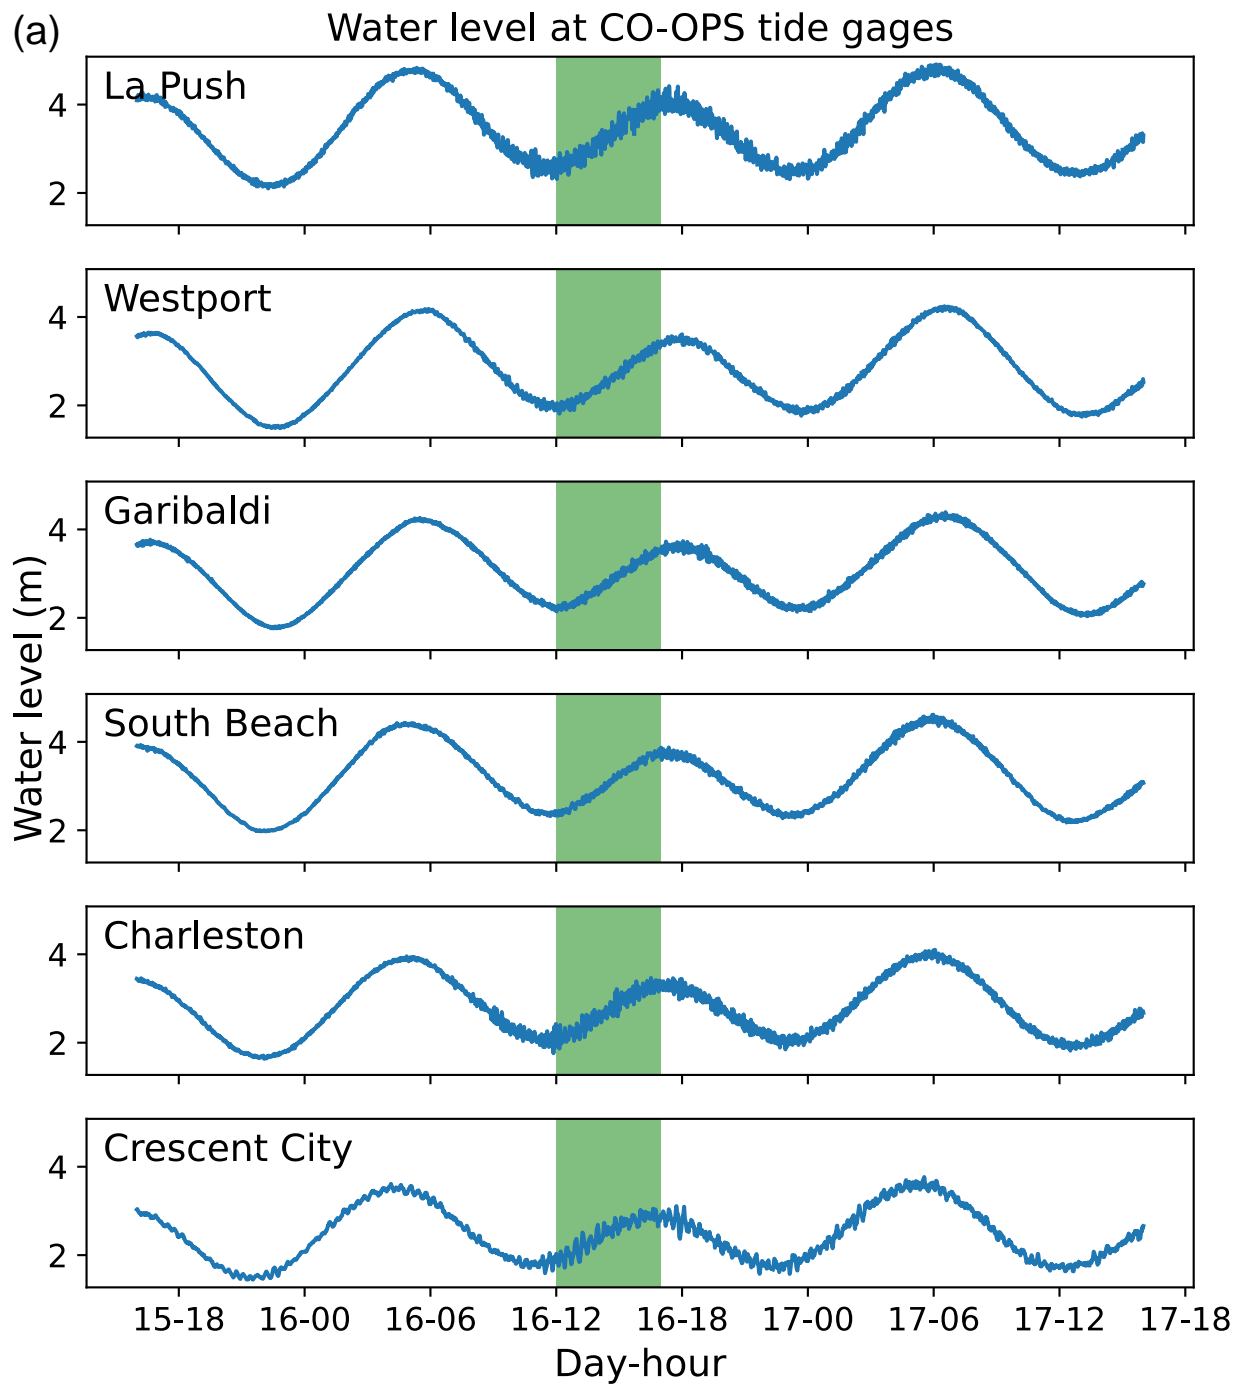 (a)
Water level at CO-OPS tide gages
La Push
4
2
Westport
4
2
Garibaldi
4
2
Water level (m)
South Beach
4
2
Charleston
4
2
Crescent City
4
2
15-18 16-00 16-06 16-12 16-18 17-00 17-06 17-12 17-18
Day-hour